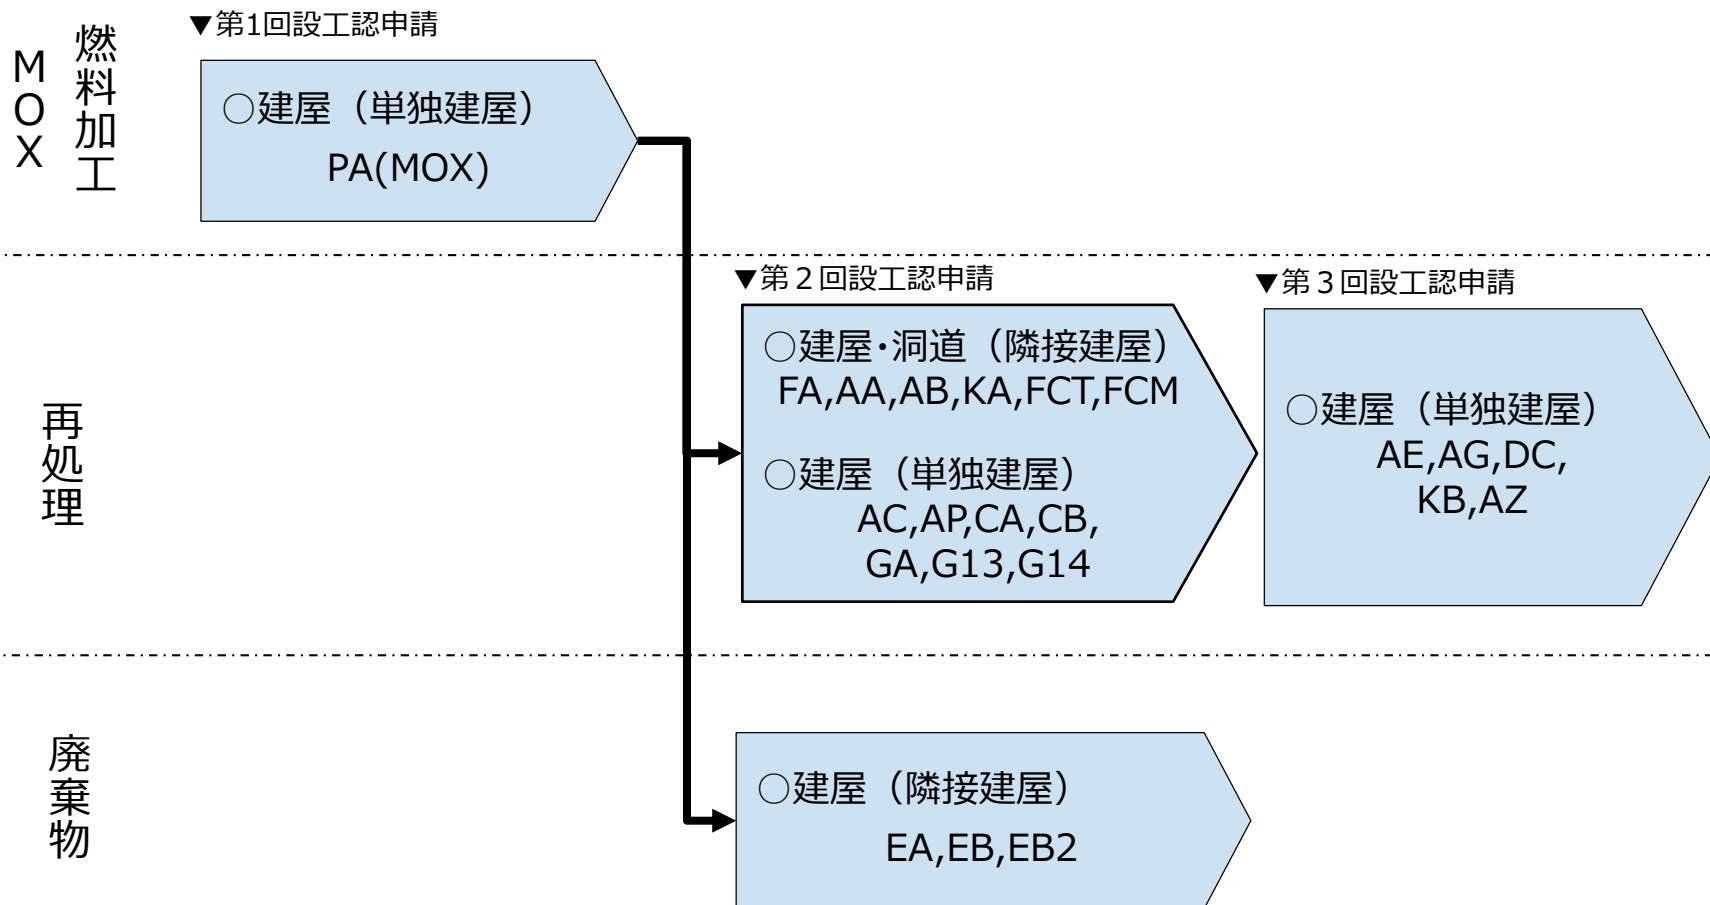 MOX
燃料加工
▼第1回設工認申請
○建屋（単独建屋）
PA(MOX)
再処理
▼第２回設工認申請
○建屋・洞道（隣接建屋）
FA,AA,AB,KA,FCT,FCM
○建屋（単独建屋）
AC,AP,CA,CB,
GA,G13,G14
▼第３回設工認申請
○建屋（単独建屋）
AE,AG,DC,
KB,AZ
廃棄物
○建屋（隣接建屋）
EA,EB,EB2